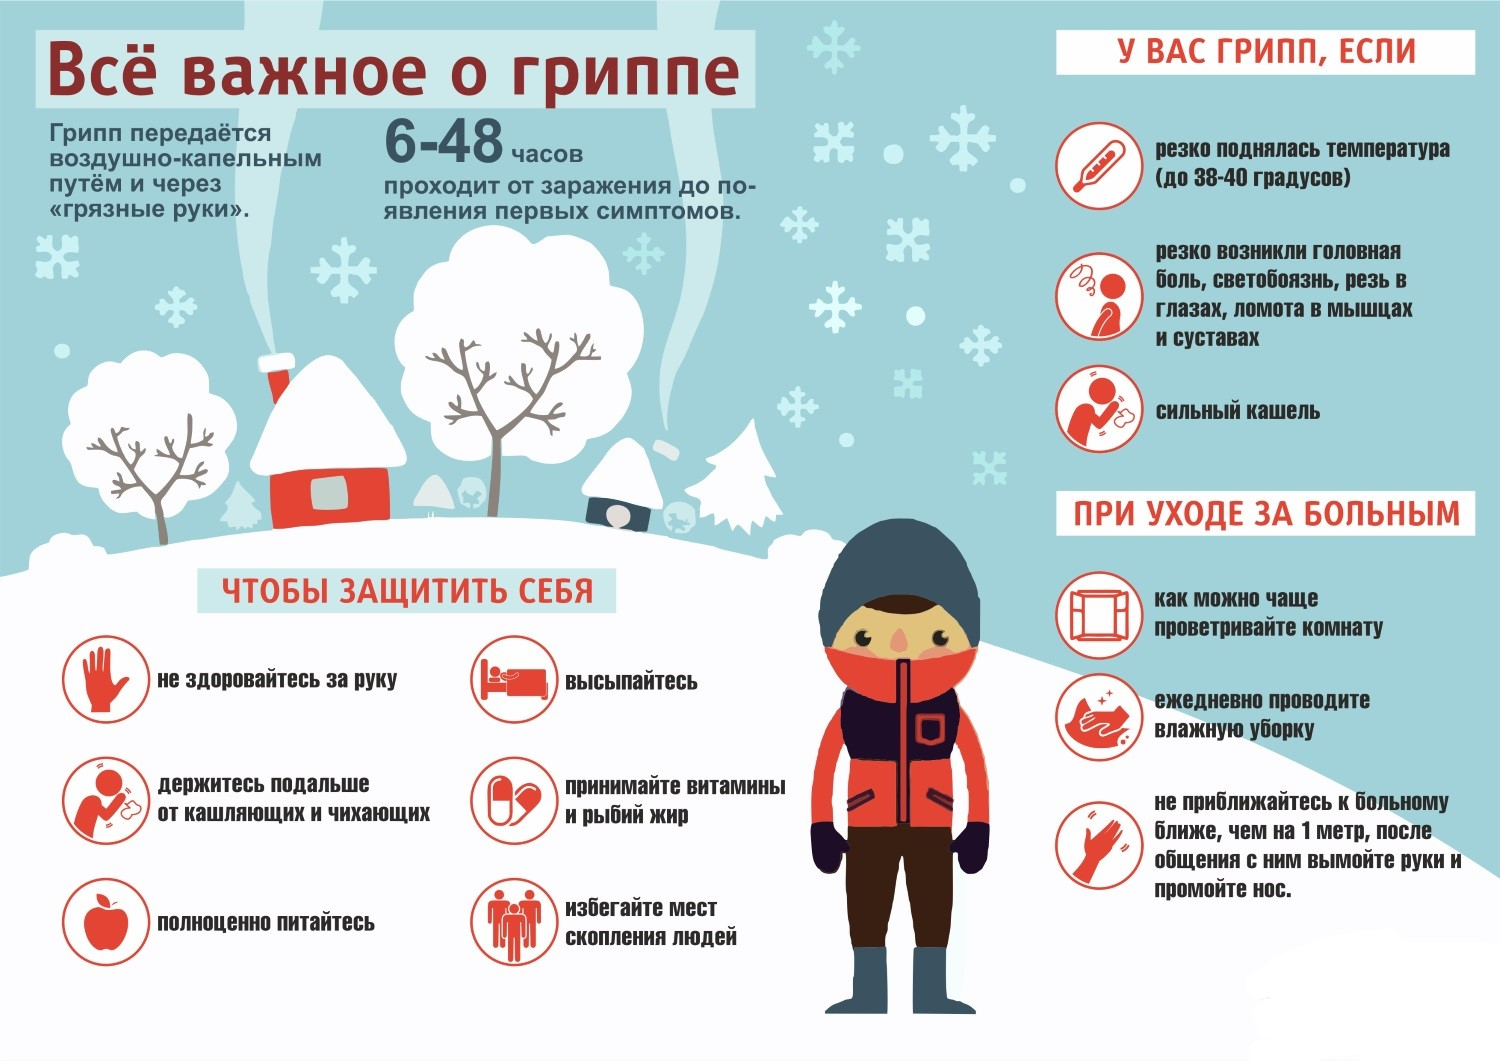 Всё важное о гриппе
Грипп передаётся
воздушно-капельным
путём и через
«грязные руки».
6-48 часов
проходит от заражения до по-
явления первых симптомов.
ЧТОБЫ ЗАЩИТИТЬ СЕБЯ
не здоровайтесь за руку
держитесь подальше
от кашляющих и чихающих
полноценно питайтесь
высыпайтесь
принимайте витамины
и рыбий жир
избегайте мест
скопления людей
У ВАС ГРИПП, ЕСЛИ
резко поднялась температура
(до 38-40 градусов)
резко возникли головная
боль, светобоязнь, резь в
глазах, ломота в мышцах
и суставах
сильный кашель
ПРИ УХОДЕ ЗА БОЛЬНЫМ
как можно чаще
проветривайте комнату
ежедневно проводите
влажную уборку
не приближайтесь к больному
ближе, чем на 1 метр, после
общения с ним вымойте руки и
промойте нос.